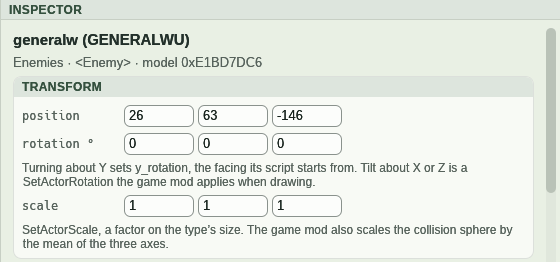 INSPECTOR
generalw (GENERALWU)
Enemies · <Enemy> · model 0xE1BD7DC6
TRANSFORM
position 26 63 -146
rotation ° 0 0 0
Turning about Y sets y_rotation, the facing its script starts from. Tilt about X or Z is a
SetActorRotation the game mod applies when drawing.
scale 1 1 1
SetActorScale, a factor on the type's size. The game mod also scales the collision sphere by
the mean of the three axes.